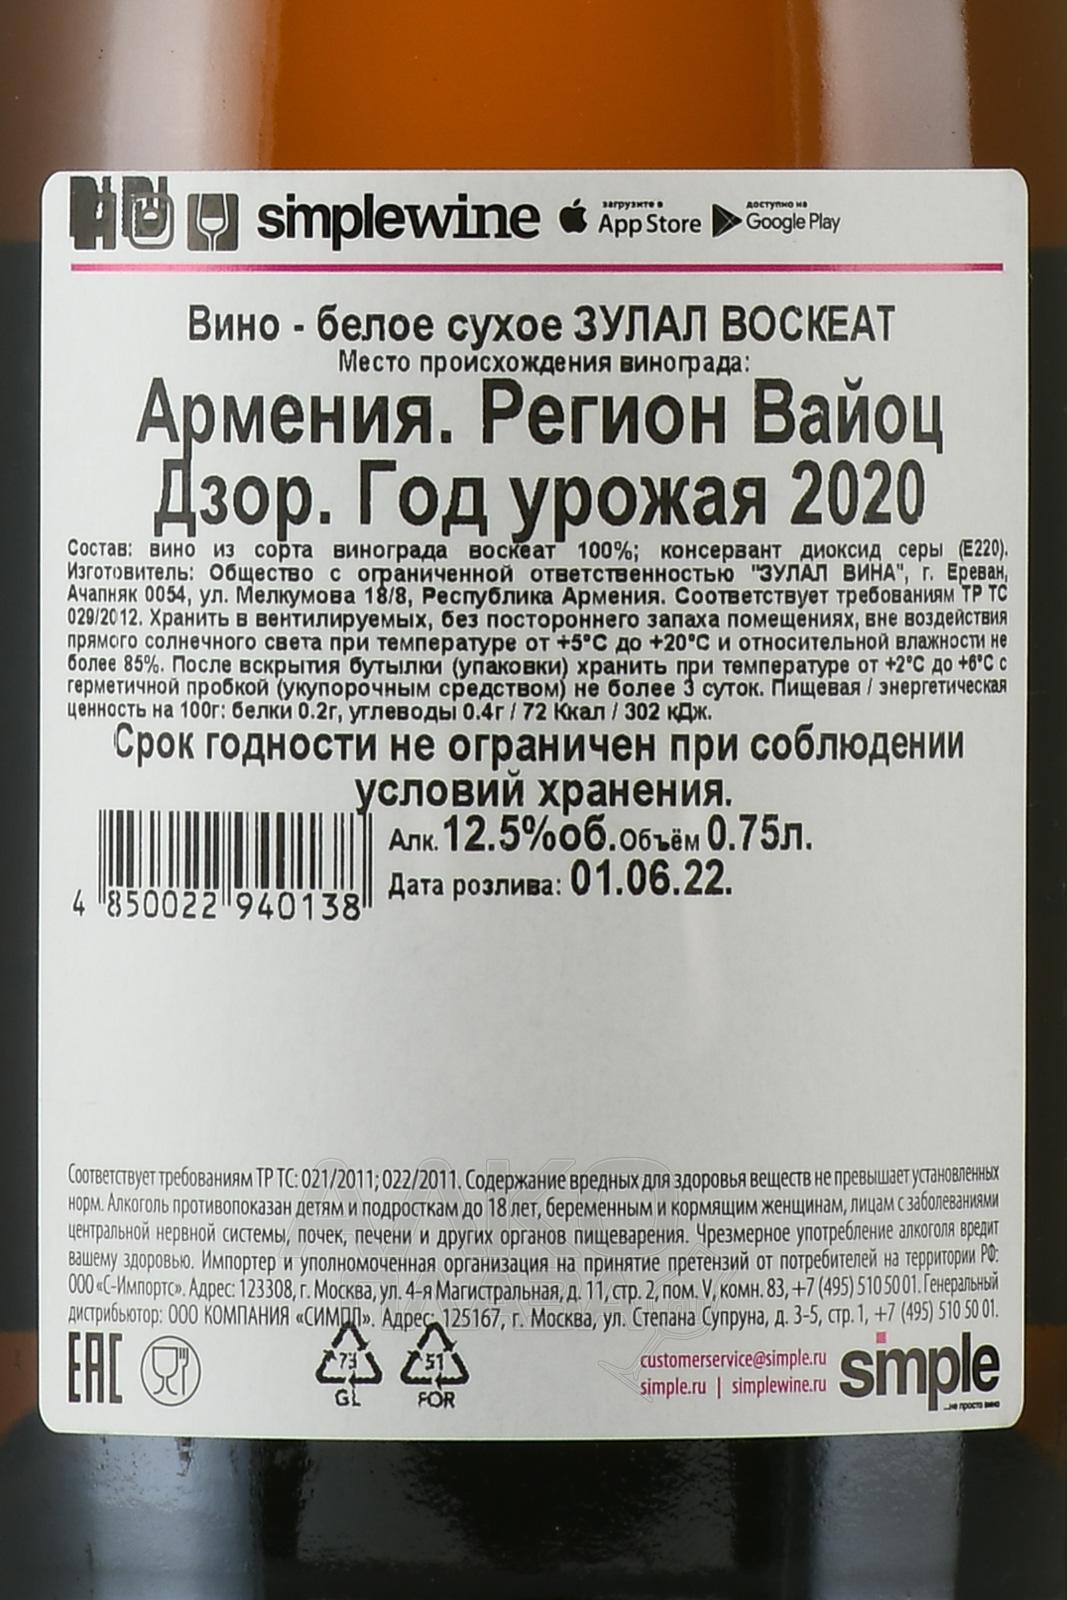 simplewine загрузите в App Store доступно на Google Play
Вино - белое сухое ЗУЛАЛ ВОСКЕАТ
Место происхождения винограда:
Армения. Регион Вайоц
Дзор. Год урожая 2020
Состав: вино из сорта винограда воскеат 100%; консервант диоксид серы (E220).
Изготовитель: Общество с ограниченной ответственностью "ЗУЛАЛ ВИНА", г. Ереван,
Ачапняк 0054, ул. Мелкумова 18/8, Республика Армения. Соответствует требованиям ТР ТС
029/2012. Хранить в вентилируемых, без постороннего запаха помещениях, вне воздействия
прямого солнечного света при температуре от +5°С до +20°С и относительной влажности не
более 85%. После вскрытия бутылки (упаковки) хранить при температуре от +2°С до +6°С с
герметичной пробкой (укупорочным средством) не более 3 суток. Пищевая / энергетическая
ценность на 100г: белки 0.2г, углеводы 0.4г / 72 Ккал / 302 кДж.
Срок годности не ограничен при соблюдении
условий хранения.
Алк. 12.5%об. Объём 0.75л.
Дата розлива: 01.06.22.
4 850022 940138
Соответствует требованиям ТР ТС: 021/2011; 022/2011. Содержание вредных для здоровья веществ не превышает установленных
норм. Алкоголь противопоказан детям и подросткам до 18 лет, беременным и кормящим женщинам, лицам с заболеваниями
центральной нервной системы, почек, печени и других органов пищеварения. Чрезмерное употребление алкоголя вредит
вашему здоровью. Импортер и уполномоченная организация на принятие претензий от потребителей на территории РФ:
ООО «С-Импортс». Адрес: 123308, г. Москва, ул. 4-я Магистральная, д. 11, стр. 2, пом. V, комн. 83, +7 (495) 510 50 01. Генеральный
дистрибьютор: ООО КОМПАНИЯ «СИМПЛ». Адрес: 125167, г. Москва, ул. Степана Супруна, д. 3-5, стр. 1, +7 (495) 510 50 01.
EAC
73
GL
51
FOR
customerservice@simple.ru
simple.ru | simplewine.ru
simple
...не просто вино